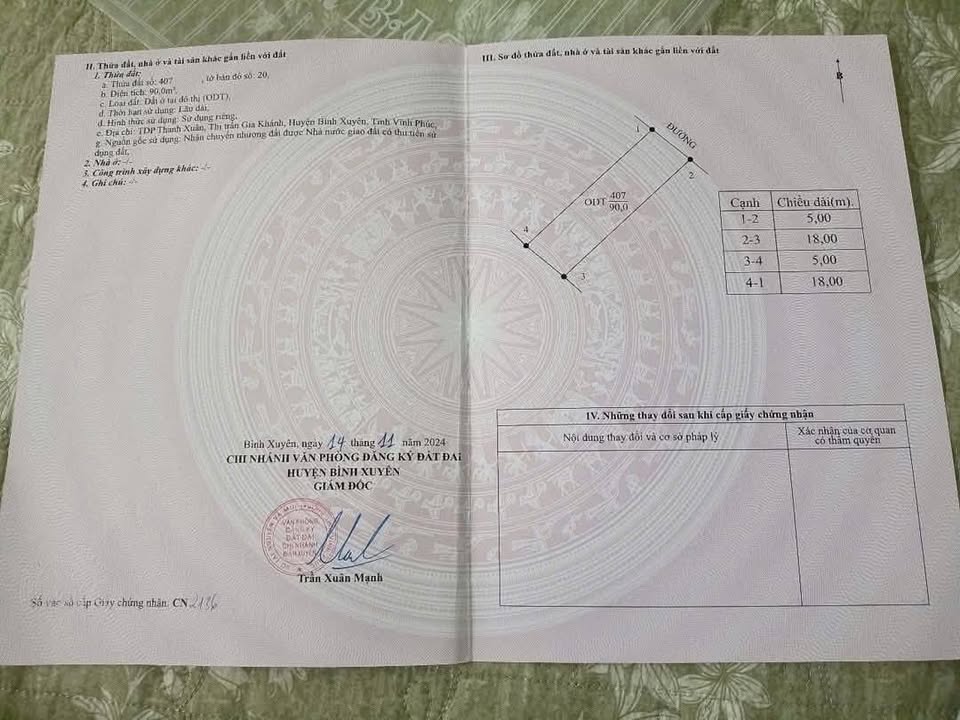 II. Thửa đất, nhà ở và tài sản khác gắn liền với đất
1. Thửa đất:
a. Thửa đất số: 407 , tờ bản đồ số: 20,
b. Diện tích: 90,0m²,
c. Loại đất: Đất ở tại đô thị (ODT),
d. Thời hạn sử dụng: Lâu dài,
đ. Hình thức sử dụng: Sử dụng riêng,
e. Địa chỉ: TDP Thanh Xuân, Thị trấn Gia Khánh, Huyện Bình Xuyên, Tỉnh Vĩnh Phúc,
g. Nguồn gốc sử dụng: Nhận chuyển nhượng đất được Nhà nước giao đất có thu tiền sử
dụng đất,
2. Nhà ở: -/-
3. Công trình xây dựng khác: -/-
4. Ghi chú: -/-
Bình Xuyên, ngày 14 tháng 11 năm 2024
CHI NHÁNH VĂN PHÒNG ĐĂNG KÝ ĐẤT ĐAI
HUYỆN BÌNH XUYÊN
GIÁM ĐỐC
VĂN PHÒNG
ĐĂNG KÝ
ĐẤT ĐAI
CHI NHÁNH
Trần Xuân Mạnh
Số vào sổ cấp Giấy chứng nhận: CN 2136
III. Sơ đồ thửa đất, nhà ở và tài sản khác gắn liền với đất
B
1
ĐƯỜNG
2
ODT 407
90,0
4
3
Cạnh Chiều dài(m).
1-2 5,00
2-3 18,00
3-4 5,00
4-1 18,00
IV. Những thay đổi sau khi cấp giấy chứng nhận
Nội dung thay đổi và cơ sở pháp lý
Xác nhận của cơ quan
có thẩm quyền